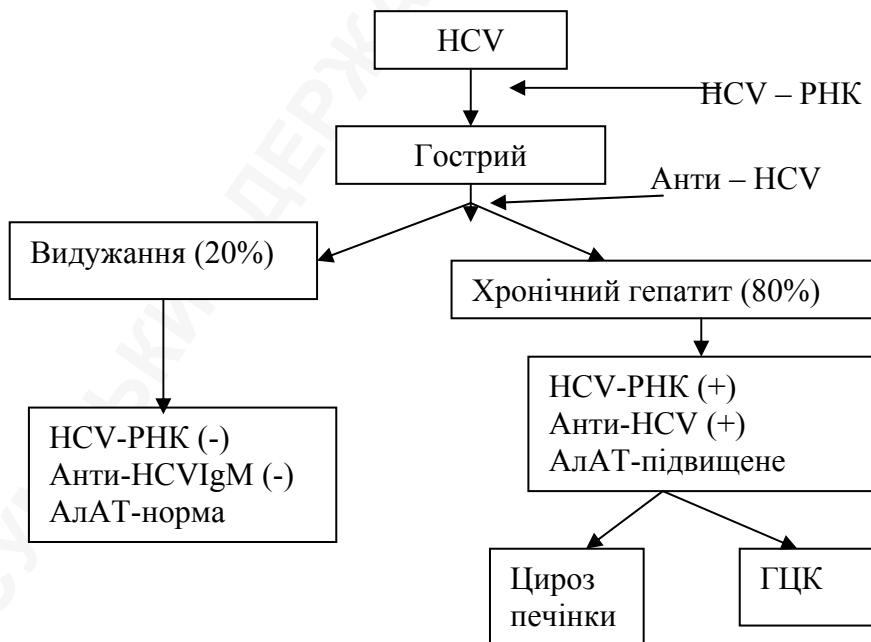 HCV
HCV – РНК
Гострий
Анти – HCV
Видужання (20%)
Хронічний гепатит (80%)
HCV-РНК (-)
Анти-HCVIgM (-)
АлАТ-норма
HCV-РНК (+)
Анти-HCV (+)
АлАТ-підвищене
Цироз
печінки
ГЦК